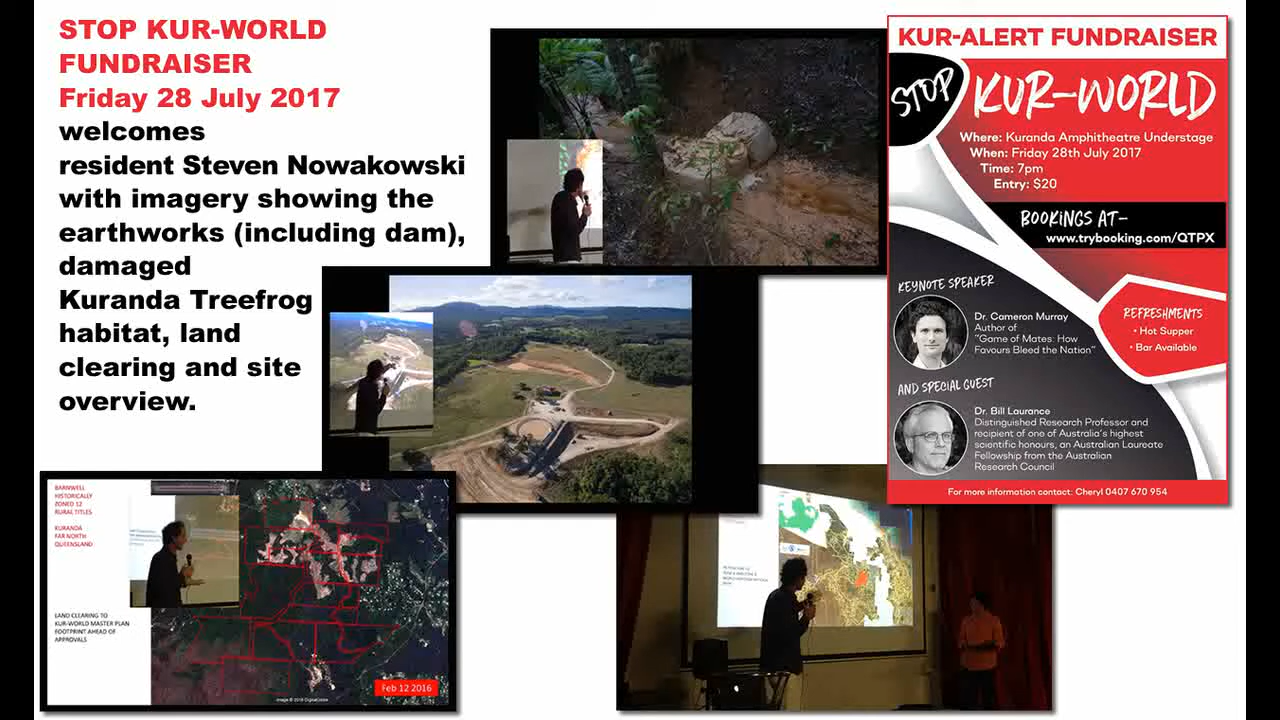 STOP KUR-WORLD
FUNDRAISER
Friday 28 July 2017
welcomes
resident Steven Nowakowski
with imagery showing the
earthworks (including dam),
damaged
Kuranda Treefrog
habitat, land
clearing and site
overview.
KUR-ALERT FUNDRAISER
STOP
KUR-WORLD
Where: Kuranda Amphitheatre Understage
When: Friday 28th July 2017
Time: 7pm
Entry: $20
BOOKINGS AT-
www.trybooking.com/QTPX
KEYNOTE SPEAKER
Dr. Cameron Murray
Author of
"Game of Mates: How
Favours Bleed the Nation"
REFRESHMENTS
• Hot Supper
• Bar Available
AND SPECIAL GUEST
Dr. Bill Laurance
Distinguished Research Professor and
recipient of one of Australia's highest
scientific honours, an Australian Laureate
Fellowship from the Australian
Research Council
For more information contact: Cheryl 0407 670 954
BARNWELL
HISTORICALLY
ZONED 12
RURAL TITLES
KURANDA
FAR NORTH
QUEENSLAND
LAND CLEARING TO
KUR-WORLD MASTER PLAN
FOOTPRINT AHEAD OF
APPROVALS
Feb 12 2016
Image © 2016 DigitalGlobe